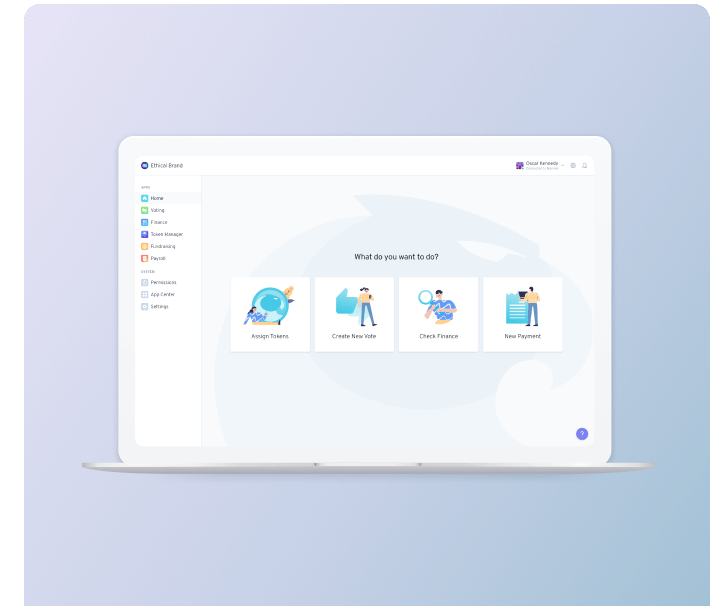 Ethical Brand
Oscar Kennedy
APPS
Home
Voting
Finance
Token Manager
Fundraising
Payroll
SYSTEM
Permissions
App Center
Settings
What do you want to do?
Assign Tokens
Create New Vote
Check Finance
New Payment
?